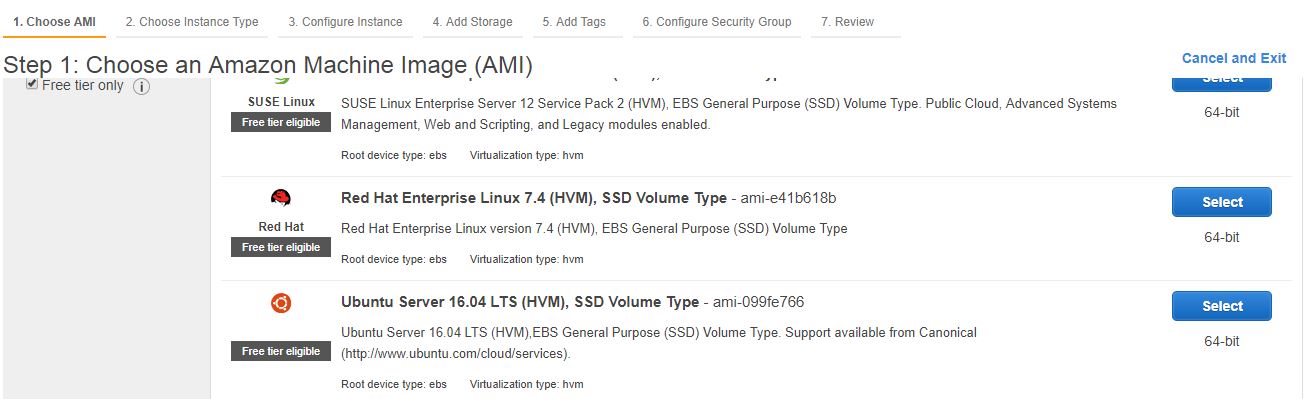 1. Choose AMI 2. Choose Instance Type 3. Configure Instance 4. Add Storage 5. Add Tags 6. Configure Security Group 7. Review
Step 1: Choose an Amazon Machine Image (AMI)
Cancel and Exit
Free tier only
SUSE Linux
Free tier eligible
SUSE Linux Enterprise Server 12 Service Pack 2 (HVM), EBS General Purpose (SSD) Volume Type. Public Cloud, Advanced Systems
Management, Web and Scripting, and Legacy modules enabled.
Root device type: ebs Virtualization type: hvm
Select
64-bit
Red Hat
Free tier eligible
Red Hat Enterprise Linux 7.4 (HVM), SSD Volume Type - ami-e41b618b
Red Hat Enterprise Linux version 7.4 (HVM), EBS General Purpose (SSD) Volume Type
Root device type: ebs Virtualization type: hvm
Select
64-bit
Free tier eligible
Ubuntu Server 16.04 LTS (HVM), SSD Volume Type - ami-099fe766
Ubuntu Server 16.04 LTS (HVM),EBS General Purpose (SSD) Volume Type. Support available from Canonical
(http://www.ubuntu.com/cloud/services).
Root device type: ebs Virtualization type: hvm
Select
64-bit